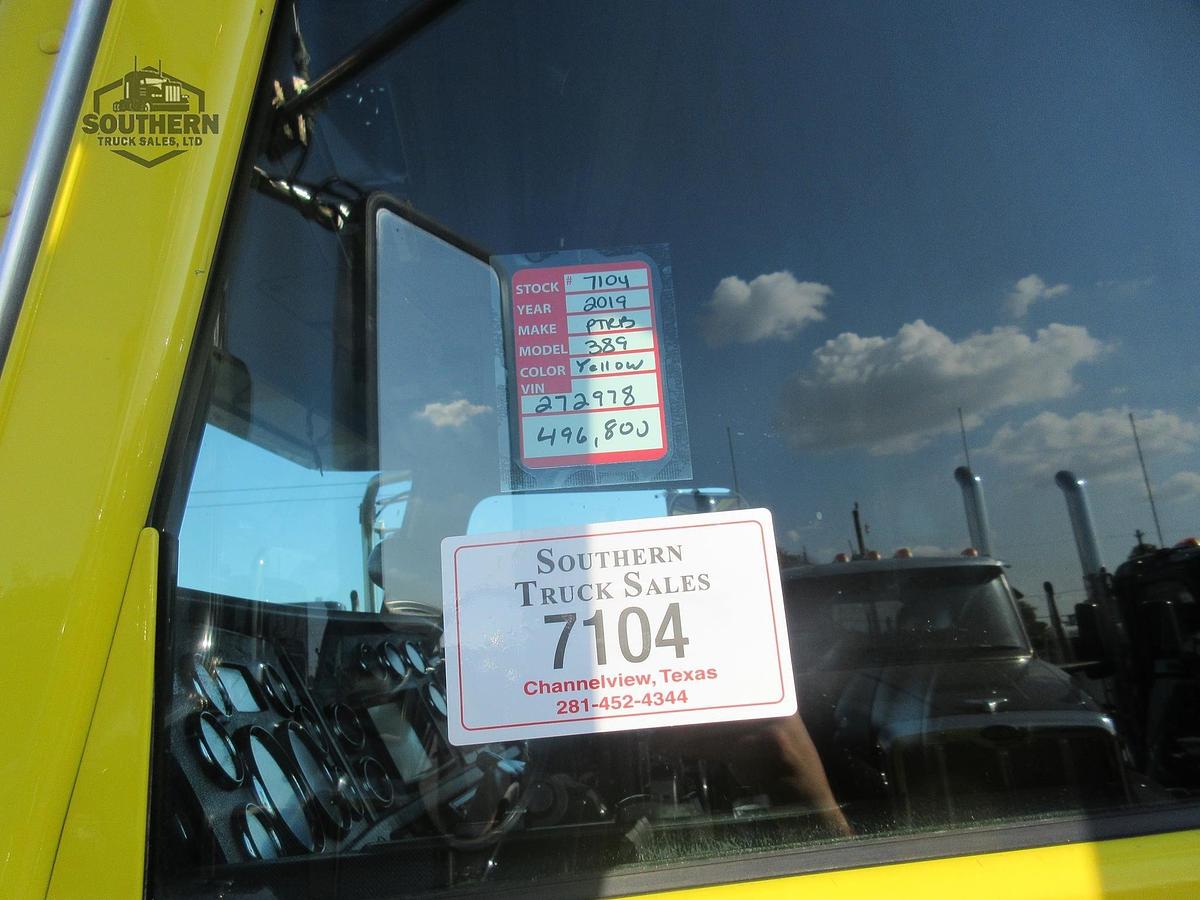 SOUTHERN
TRUCK SALES, LTD
STOCK # 7104
YEAR 2019
MAKE PTRB
MODEL 389
COLOR Yellow
VIN
272978
496,800
SOUTHERN
TRUCK SALES
7104
Channelview, Texas
281-452-4344